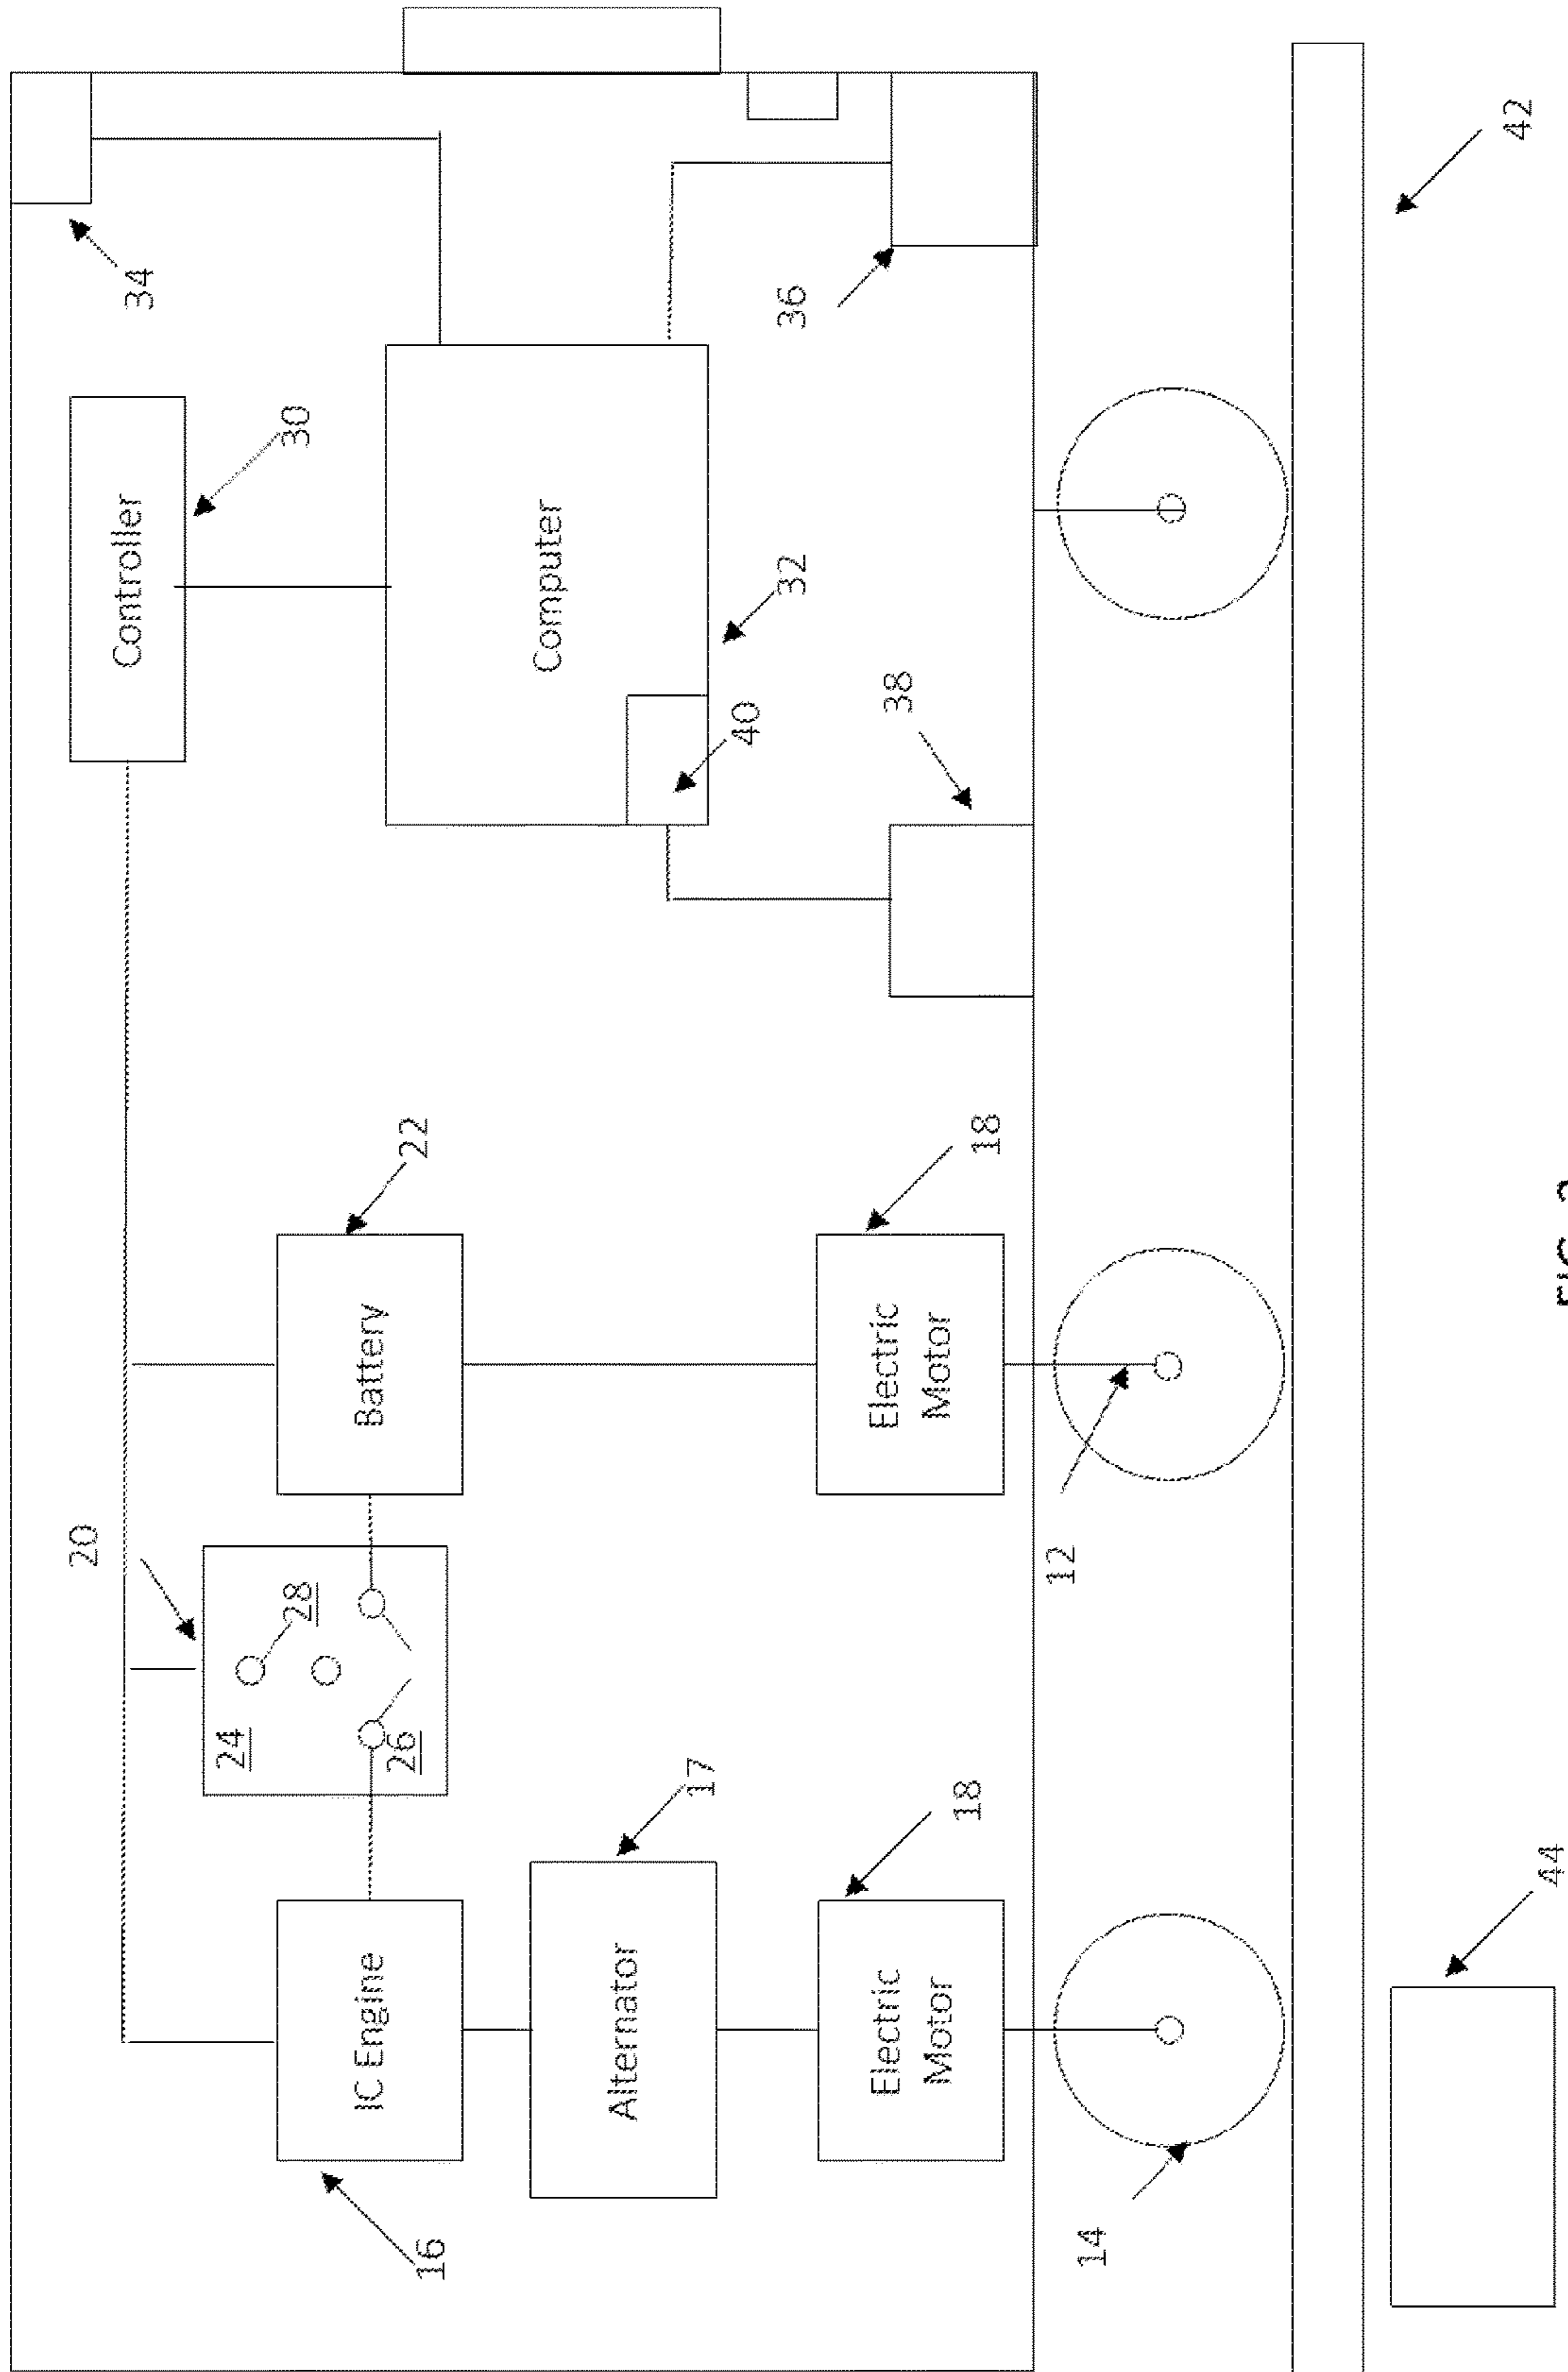 20
Controller
34
24
28
30
IC Engine
Battery
26
22
16
Computer
Alternator
17
40
32
36
Electric
Motor
Electric
Motor
38
18
18
12
14
42
44
FIG.